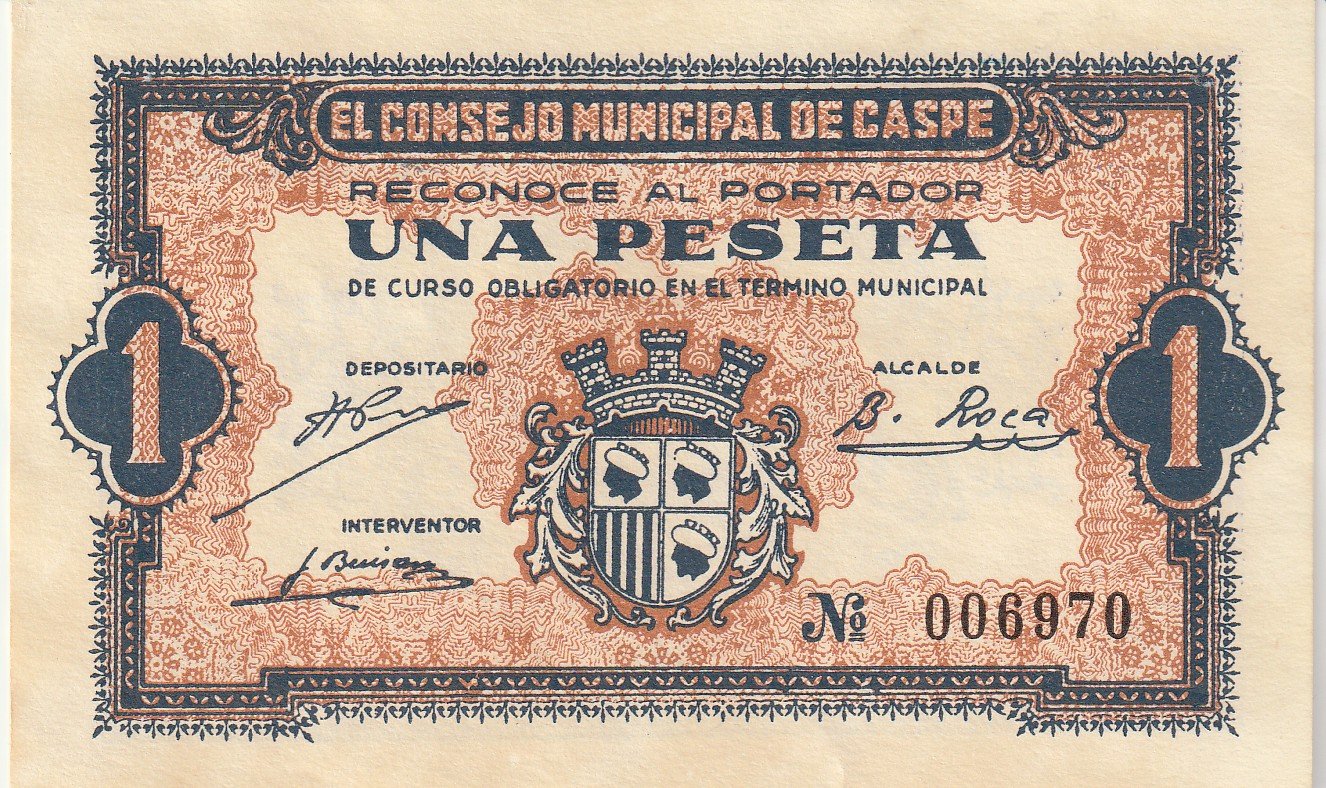 EL CONSEJO MUNICIPAL DE CASPE
RECONOCE AL PORTADOR
UNA PESETA
DE CURSO OBLIGATORIO EN EL TERMINO MUNICIPAL
1
1
DEPOSITARIO
ALCALDE
B. Roca
INTERVENTOR
Nº 006970